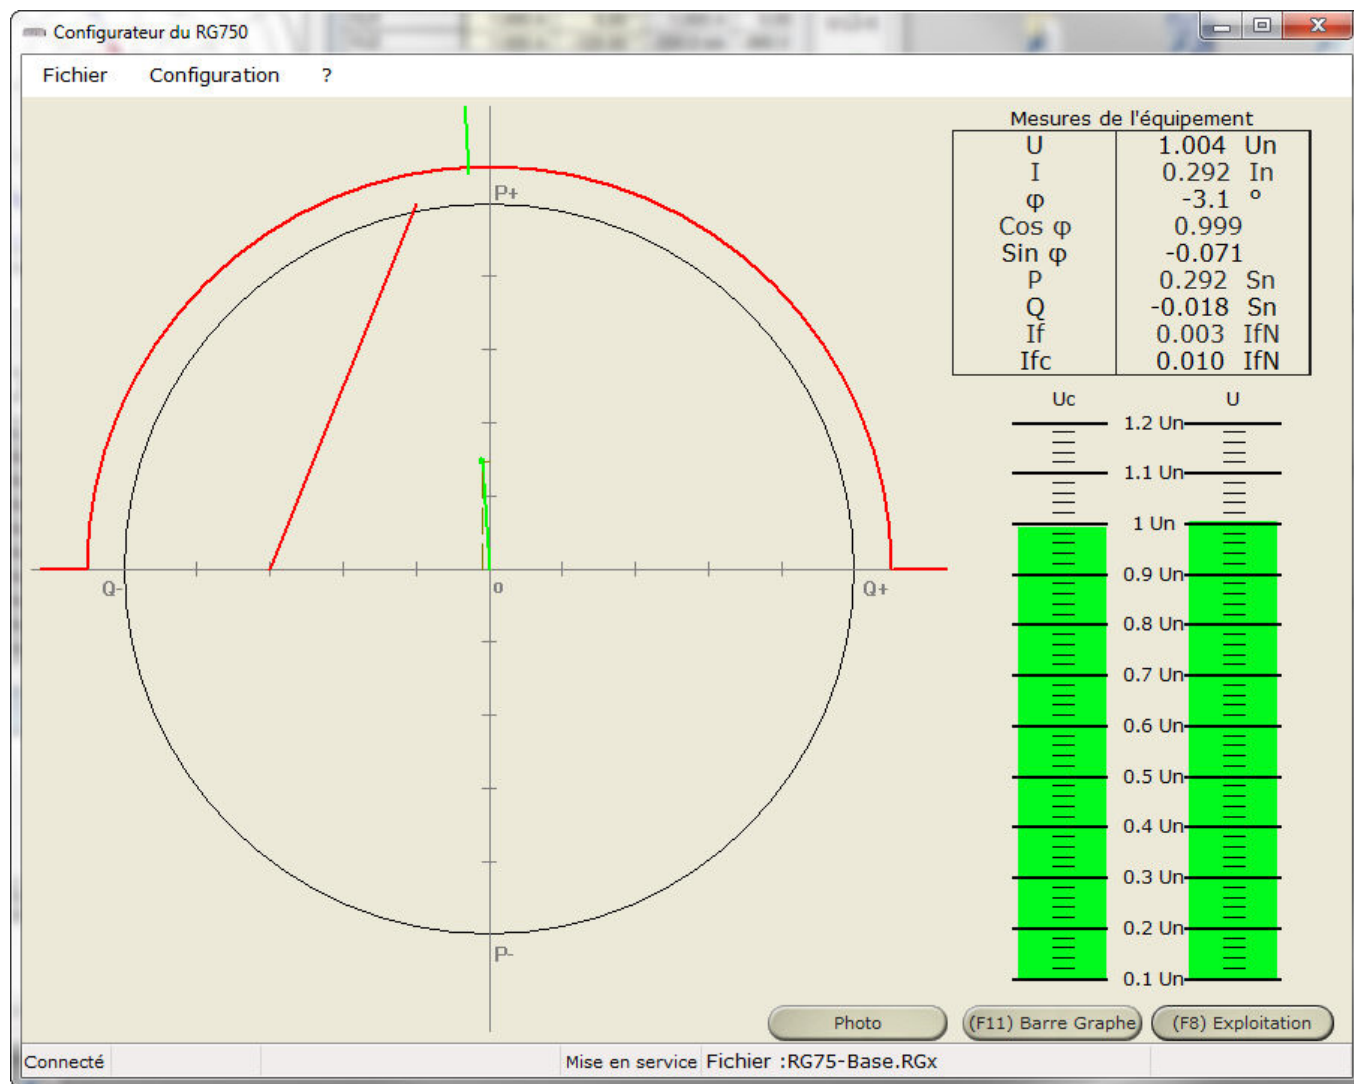 Configurateur du RG750
Fichier Configuration ?
Mesures de l'équipement
U 1.004 Un
I 0.292 In
φ -3.1 °
Cos φ 0.999
Sin φ -0.071
P 0.292 Sn
Q -0.018 Sn
If 0.003 IfN
Ifc 0.010 IfN
P+
Q-
o
Q+
P-
Uc U
1.2 Un
1.1 Un
1 Un
0.9 Un
0.8 Un
0.7 Un
0.6 Un
0.5 Un
0.4 Un
0.3 Un
0.2 Un
0.1 Un
Photo (F11) Barre Graphe (F8) Exploitation
Connecté Mise en service Fichier :RG75-Base.RGx